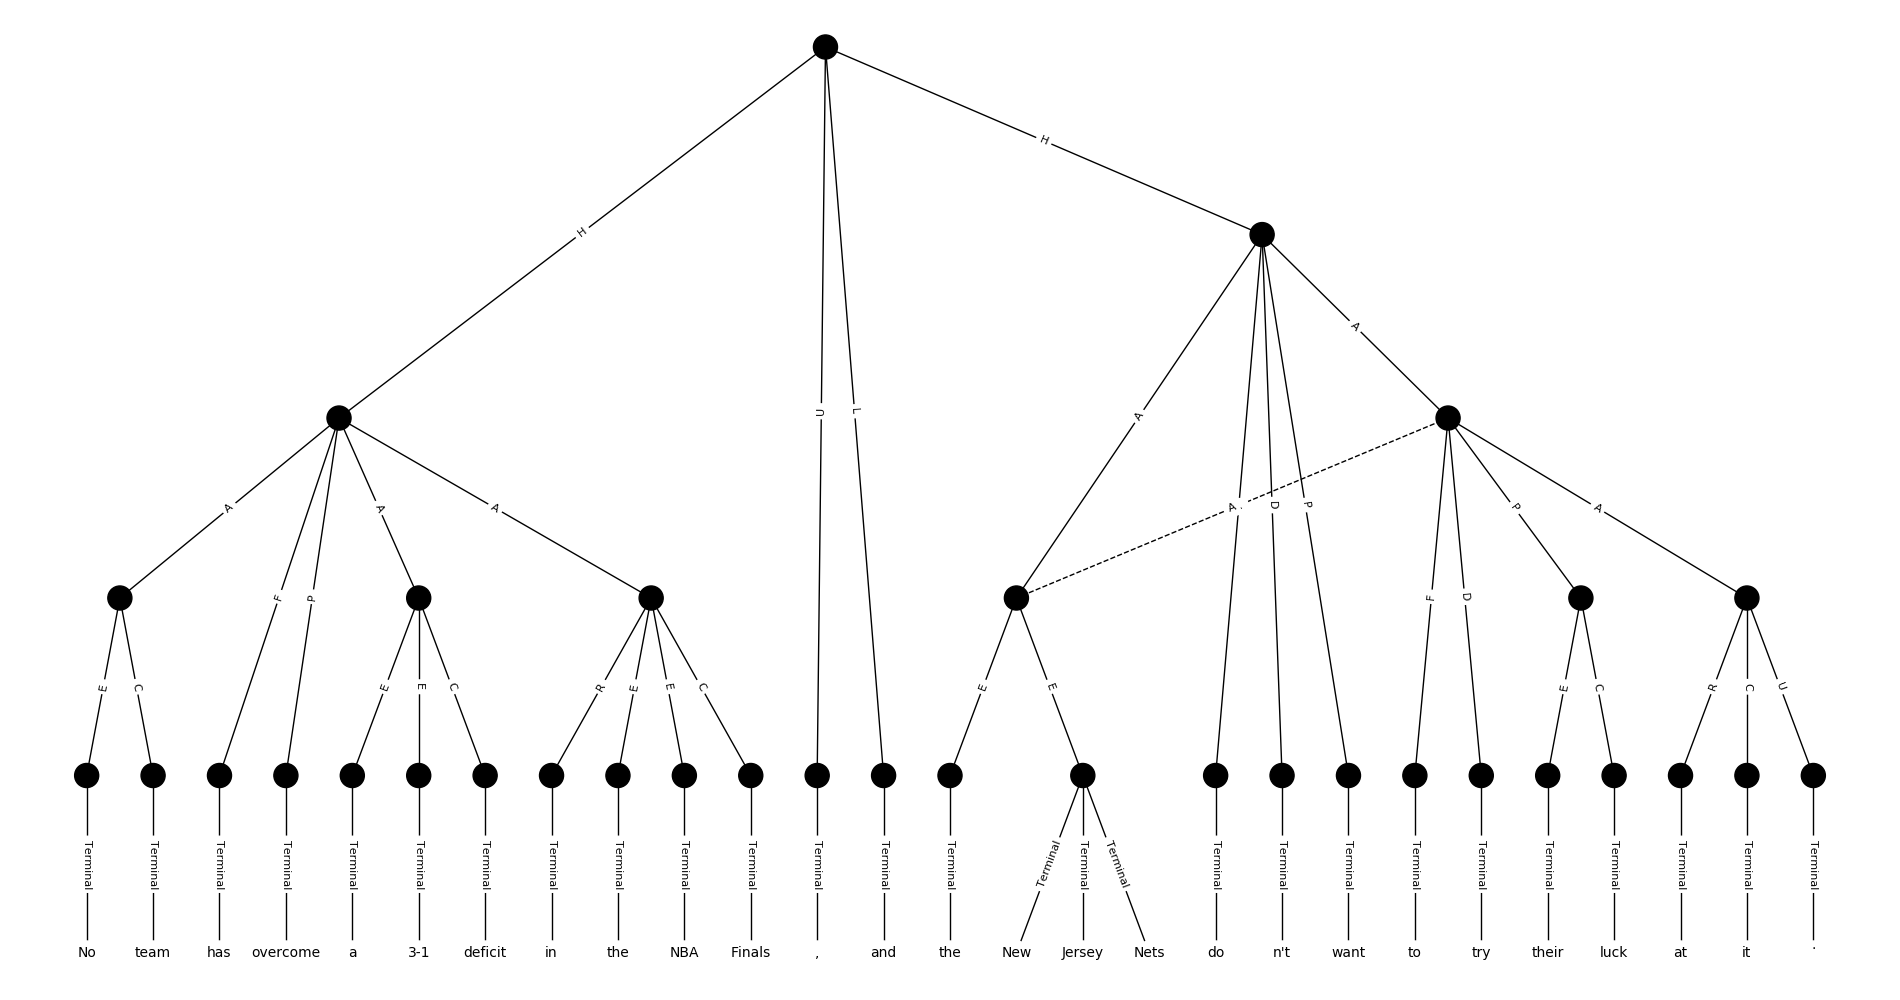 H
H
A
A
U
L
A
A
A
A
A
D
P
P
A
F
P
F
D
E
C
E
E
C
R
E
E
C
E
E
E
C
R
C
U
Terminal Terminal Terminal Terminal Terminal Terminal Terminal Terminal Terminal Terminal Terminal Terminal Terminal Terminal Terminal Terminal Terminal Terminal Terminal Terminal Terminal Terminal Terminal Terminal Terminal Terminal Terminal
No team has overcome a 3-1 deficit in the NBA Finals , and the New Jersey Nets do n't want to try their luck at it .